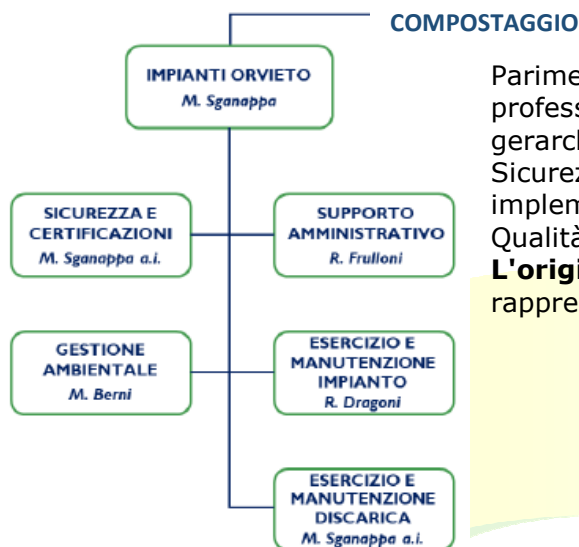 COMPOSTAGGIO
IMPIANTI ORVIETO
M. Sganappa
SICUREZZA E
CERTIFICAZIONI
M. Sganappa a.i.
SUPPORTO
AMMINISTRATIVO
R. Frulloni
GESTIONE
AMBIENTALE
M. Berni
ESERCIZIO E
MANUTENZIONE
IMPIANTO
R. Dragoni
ESERCIZIO E
MANUTENZIONE
DISCARICA
M. Sganappa a.i.
Parime
profess
gerarch
Sicurez
implem
Qualità
L'origi
rappre